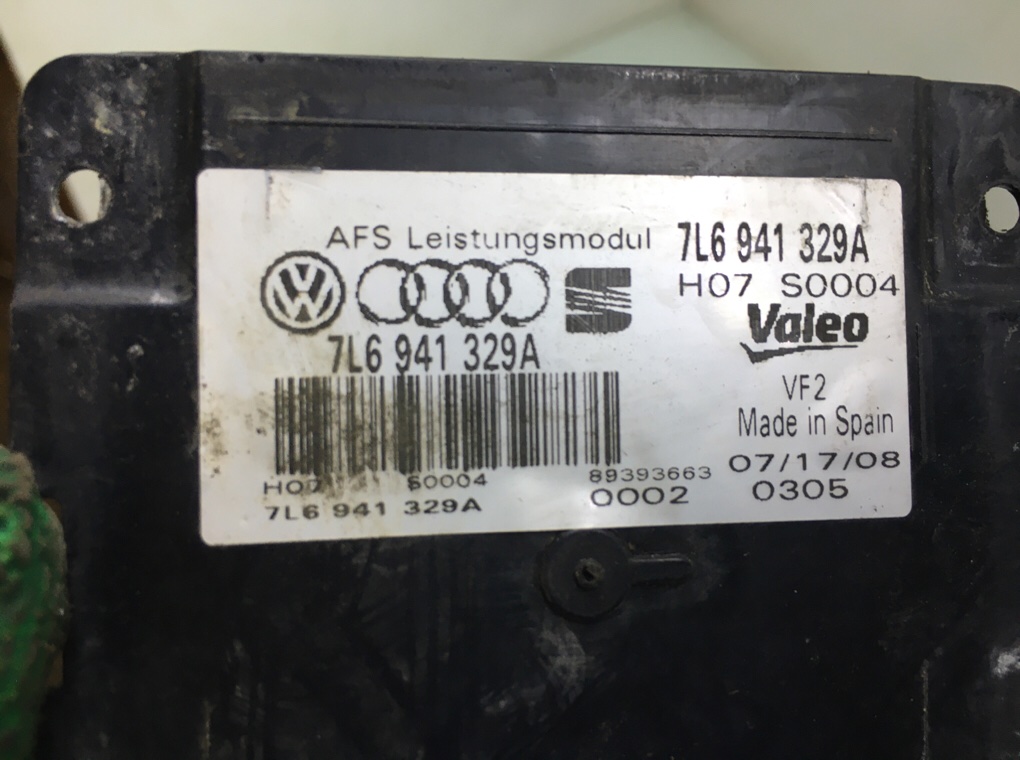 AFS Leistungsmodul 7L6 941 329A
H07 S0004
Valeo
7L6 941 329A
VF2
Made in Spain
H07 S0004 89393663 07/17/08
7L6 941 329A 0002 0305